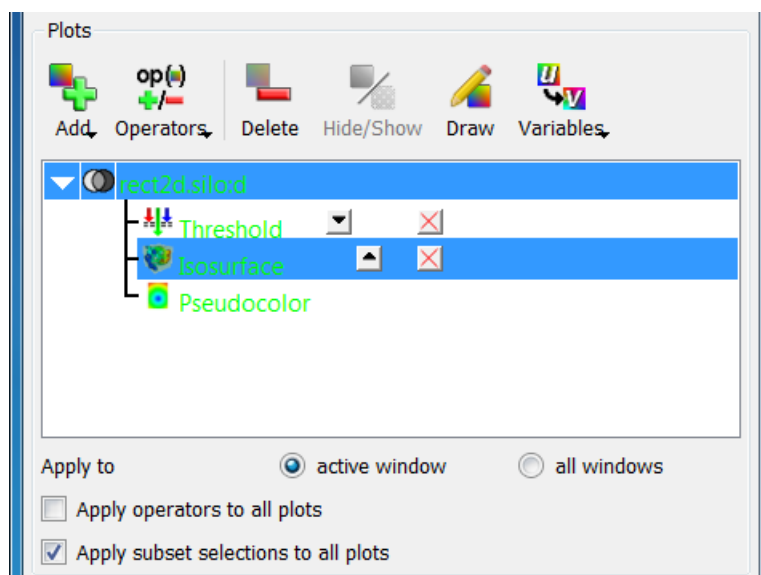 Plots
op( )
+/-
Add Operators Delete Hide/Show Draw Variables
rect2d.silo:d
Threshold
Isosurface
Pseudocolor
Apply to active window all windows
Apply operators to all plots
Apply subset selections to all plots